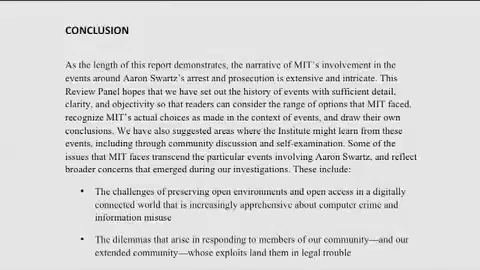 CONCLUSION
As the length of this report demonstrates, the narrative of MIT's involvement in the
events around Aaron Swartz's arrest and prosecution is extensive and intricate. This
Review Panel hopes that we have set out the history of events with sufficient detail,
clarity, and objectivity so that readers can consider the range of options that MIT faced,
recognize MIT's actual choices as made in the context of events, and draw their own
conclusions. We have also suggested areas where the Institute might learn from these
events, including through community discussion and self-examination. Some of the
issues that MIT faces transcend the particular events involving Aaron Swartz, and reflect
broader concerns that emerged during our investigations. These include:
• The challenges of preserving open environments and open access in a digitally
connected world that is increasingly apprehensive about computer crime and
information misuse
• The dilemmas that arise in responding to members of our community—and our
extended community—whose exploits land them in legal trouble